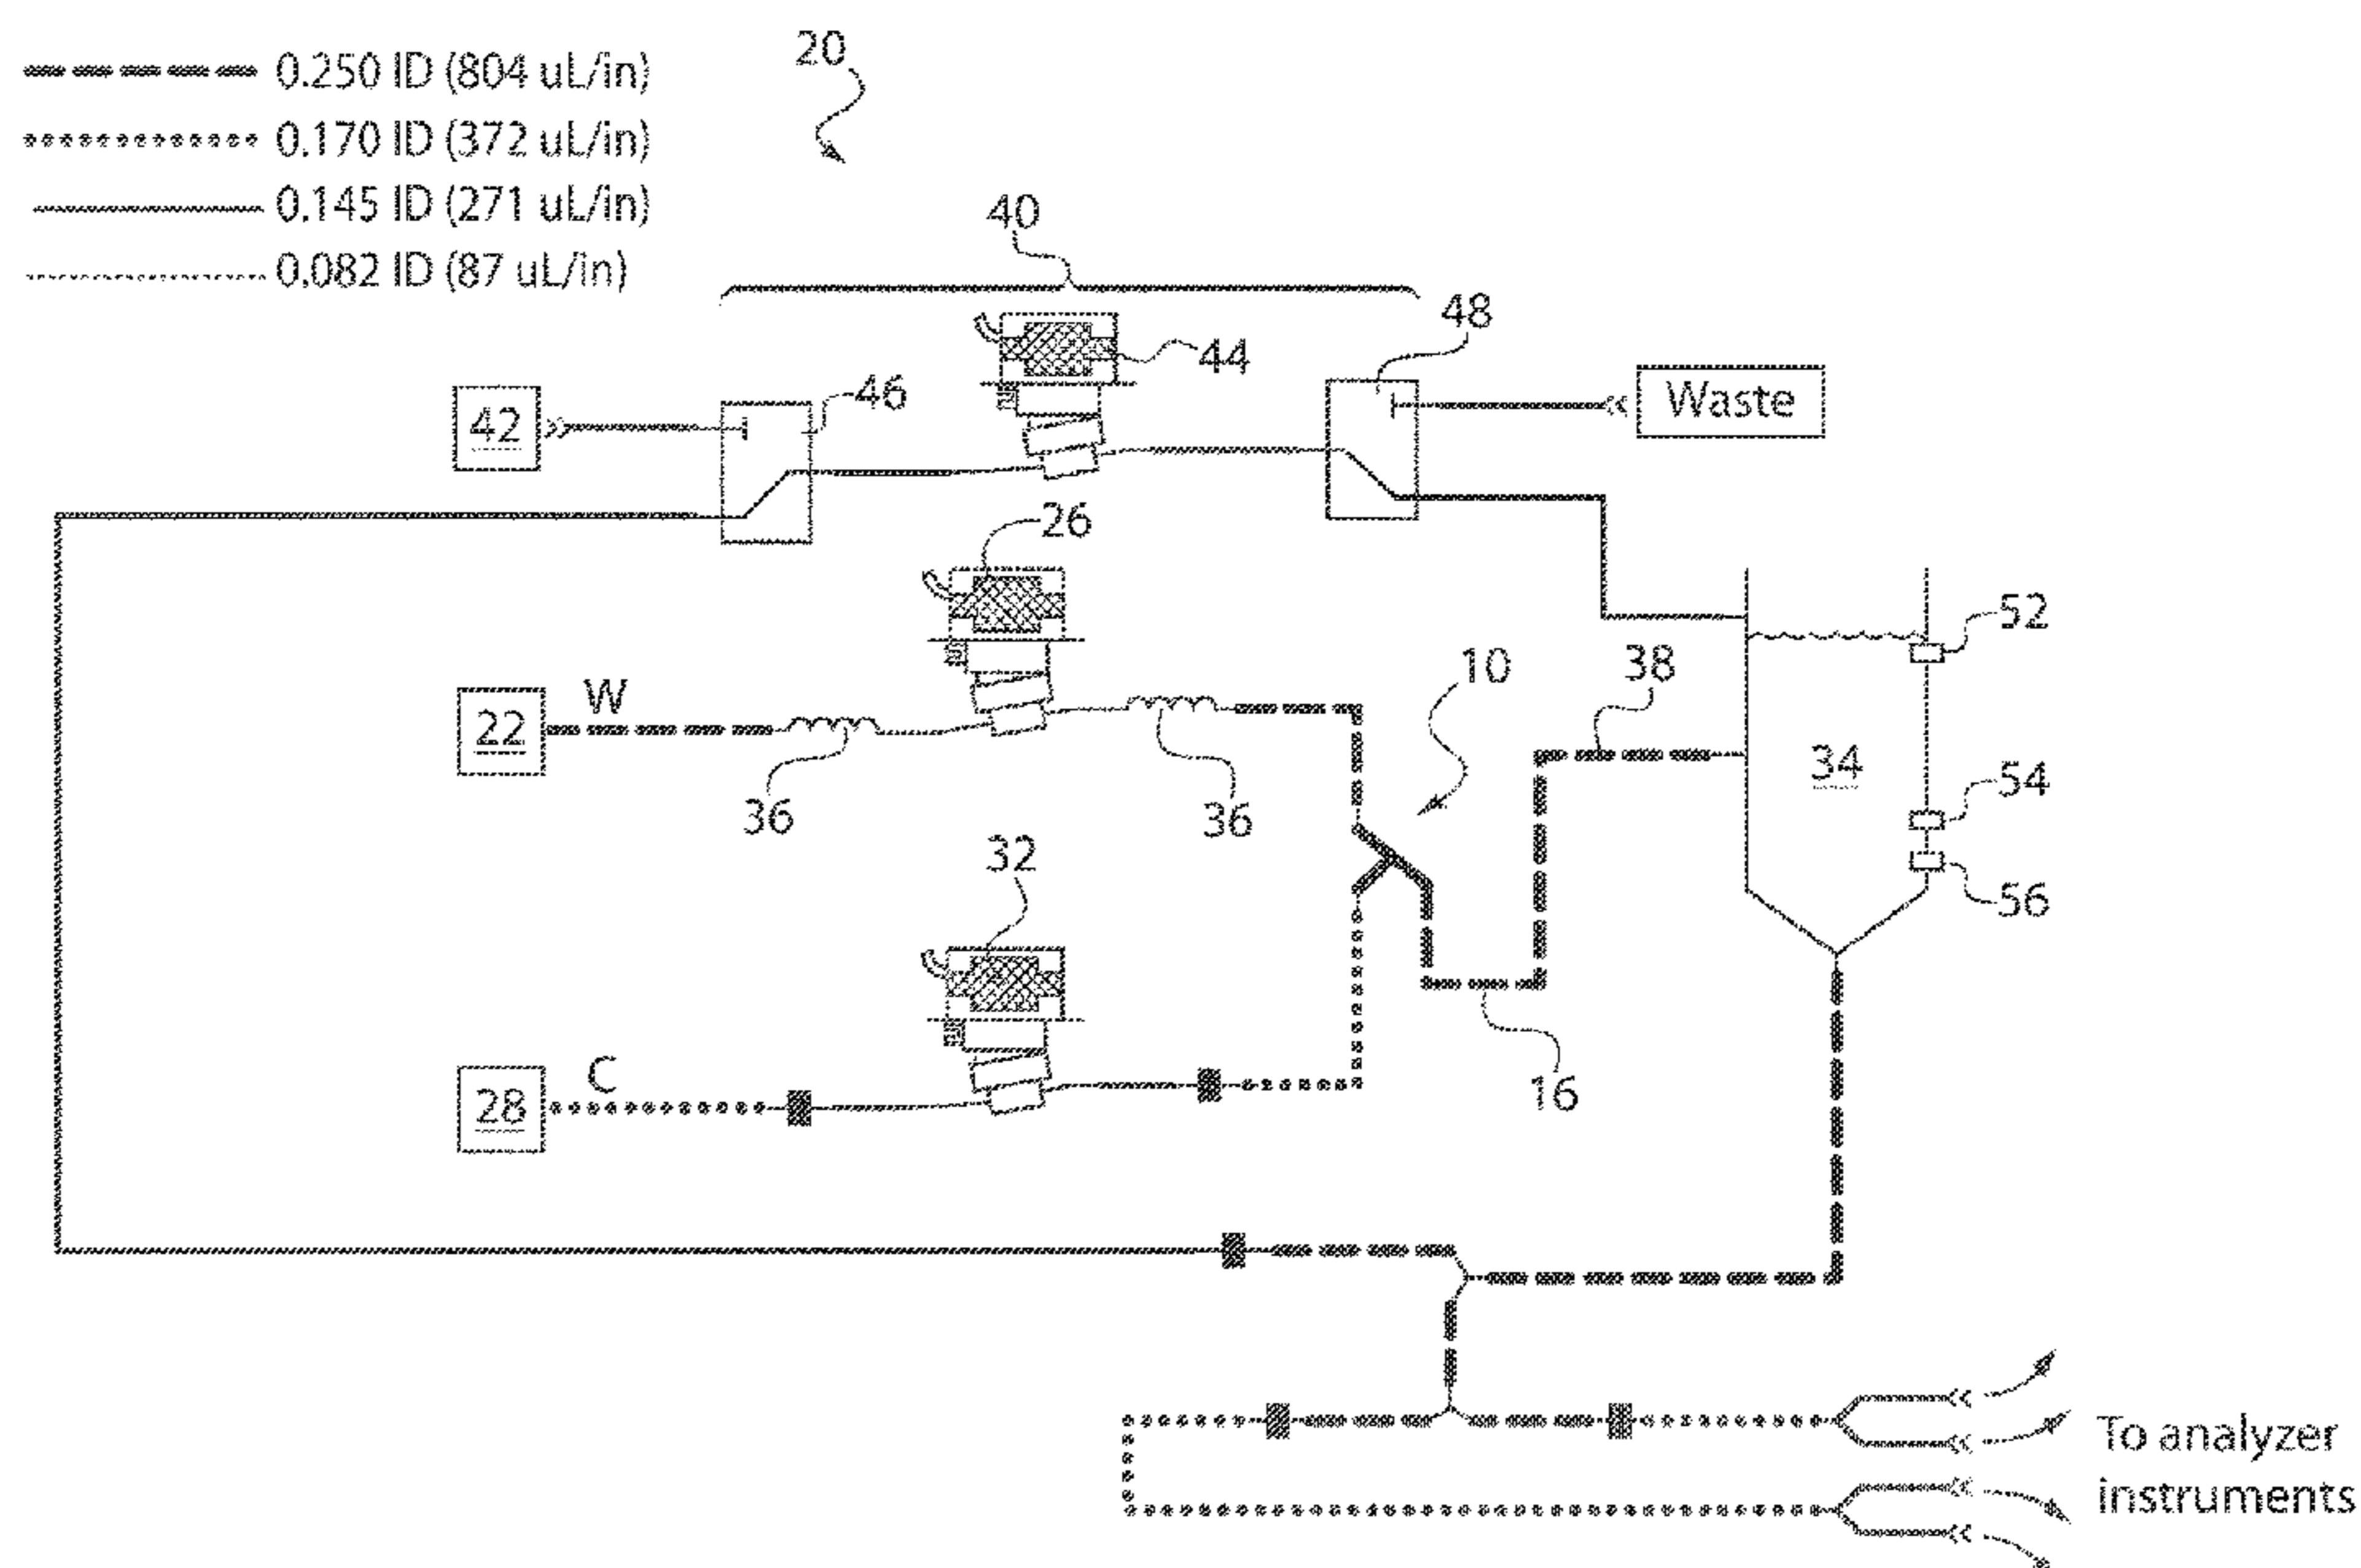 0.250 ID (804 uL/in)
0.170 ID (372 uL/in)
0.145 ID (271 uL/in)
0.082 ID (87 uL/in)
20
40
48
44
46
42
Waste
26
52
10
38
W
22
34
54
36
36
32
56
C
28
16
To analyzer
instruments